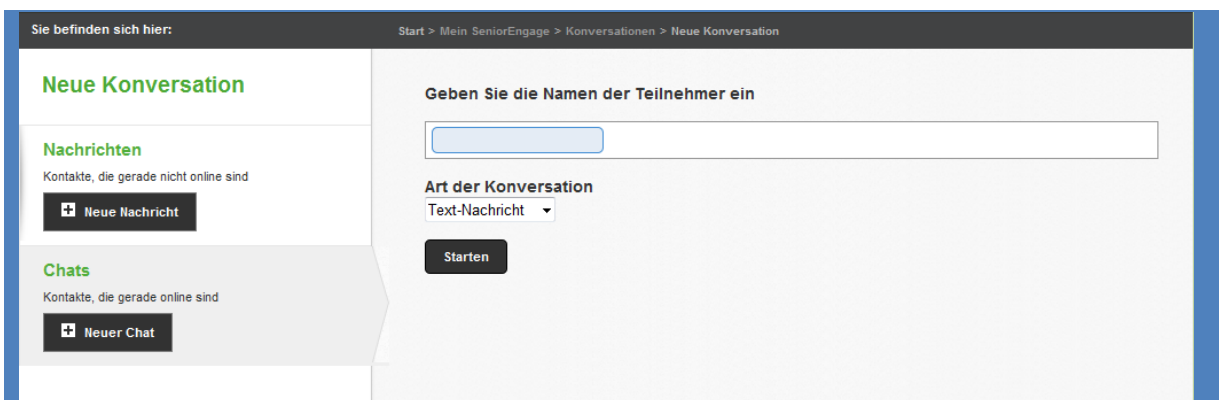 Sie befinden sich hier:
Start > Mein SeniorEngage > Konversationen > Neue Konversation
Neue Konversation
Nachrichten
Kontakte, die gerade nicht online sind
Neue Nachricht
Chats
Kontakte, die gerade online sind
Neuer Chat
Geben Sie die Namen der Teilnehmer ein
Art der Konversation
Text-Nachricht
Starten